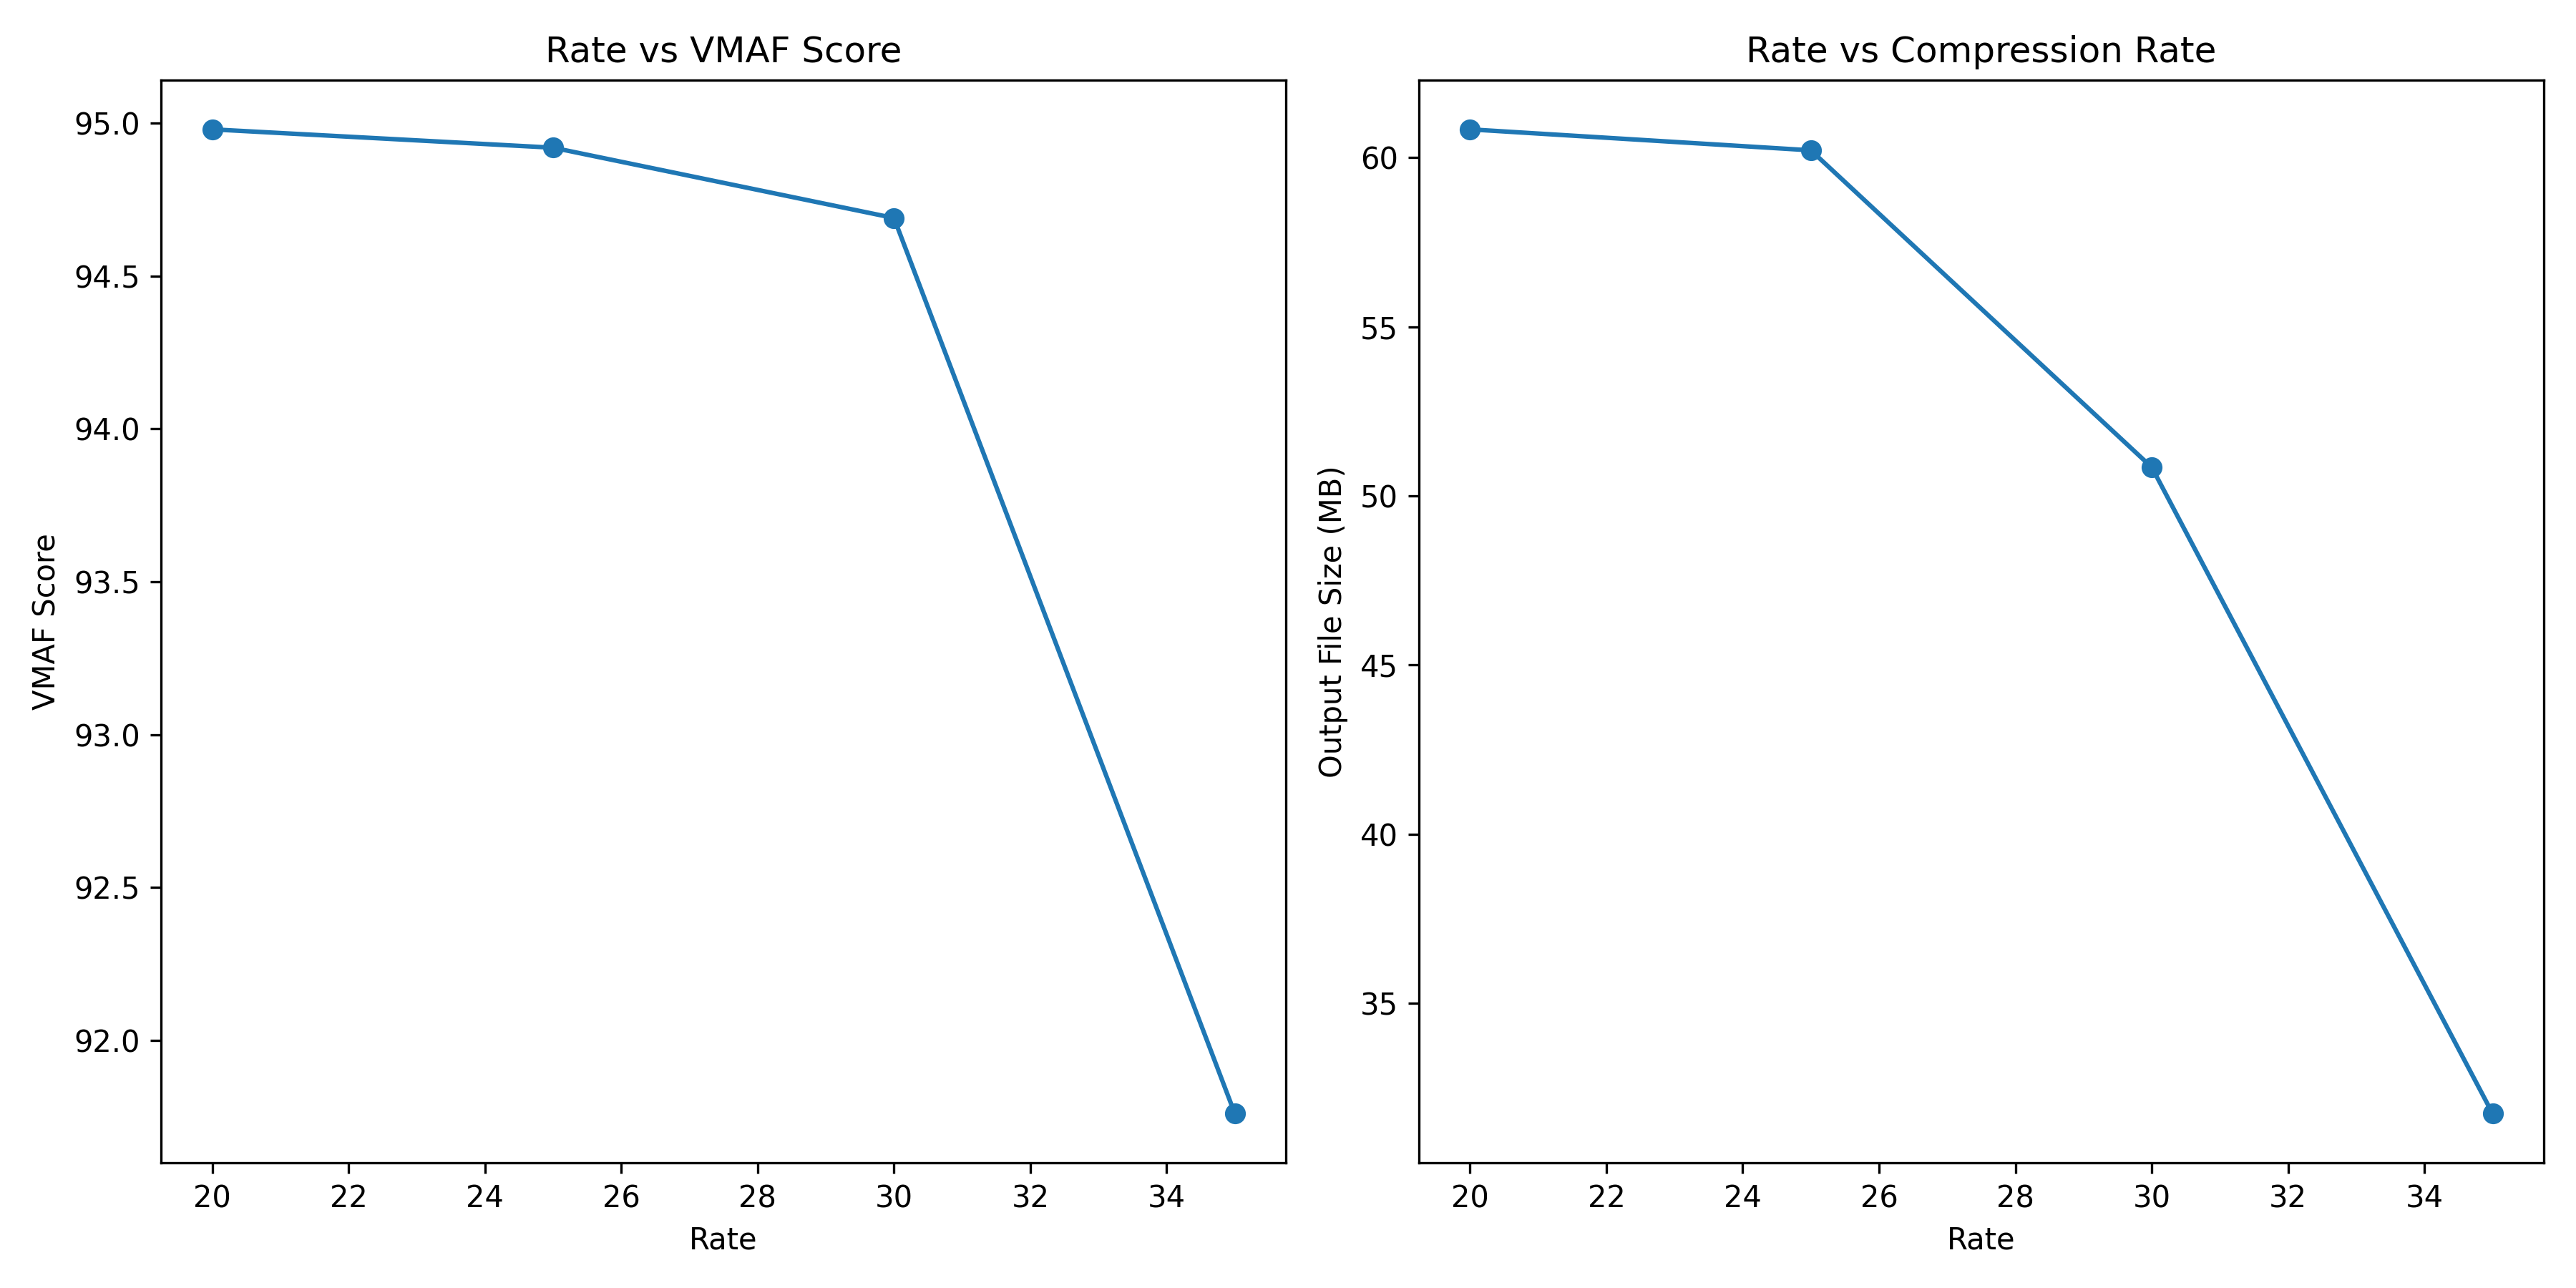 Rate vs VMAF Score
95.0
94.5
94.0
93.5
93.0
92.5
92.0
VMAF Score
20 22 24 26 28 30 32 34
Rate
Rate vs Compression Rate
60
55
50
45
40
35
Output File Size (MB)
20 22 24 26 28 30 32 34
Rate